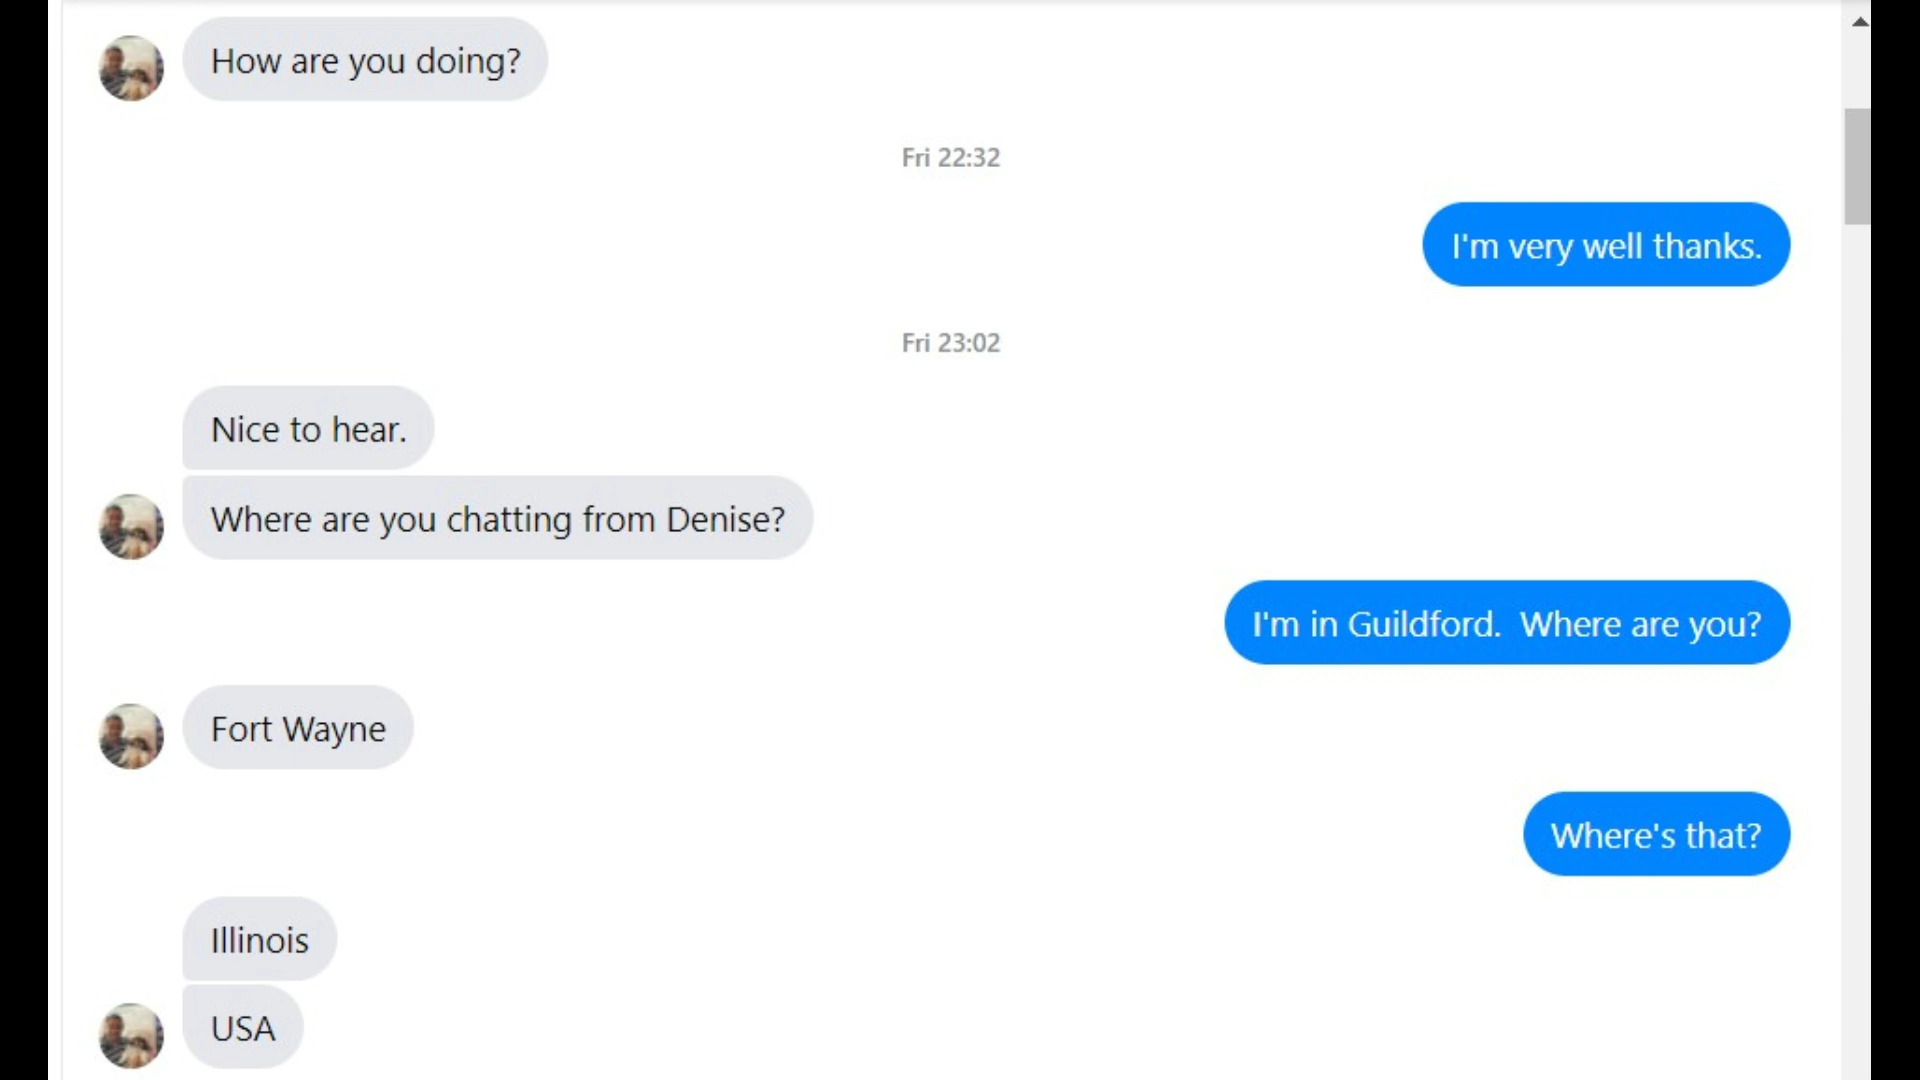 How are you doing?
Fri 22:32
I'm very well thanks.
Fri 23:02
Nice to hear.
Where are you chatting from Denise?
I'm in Guildford.  Where are you?
Fort Wayne
Where's that?
Illinois
USA